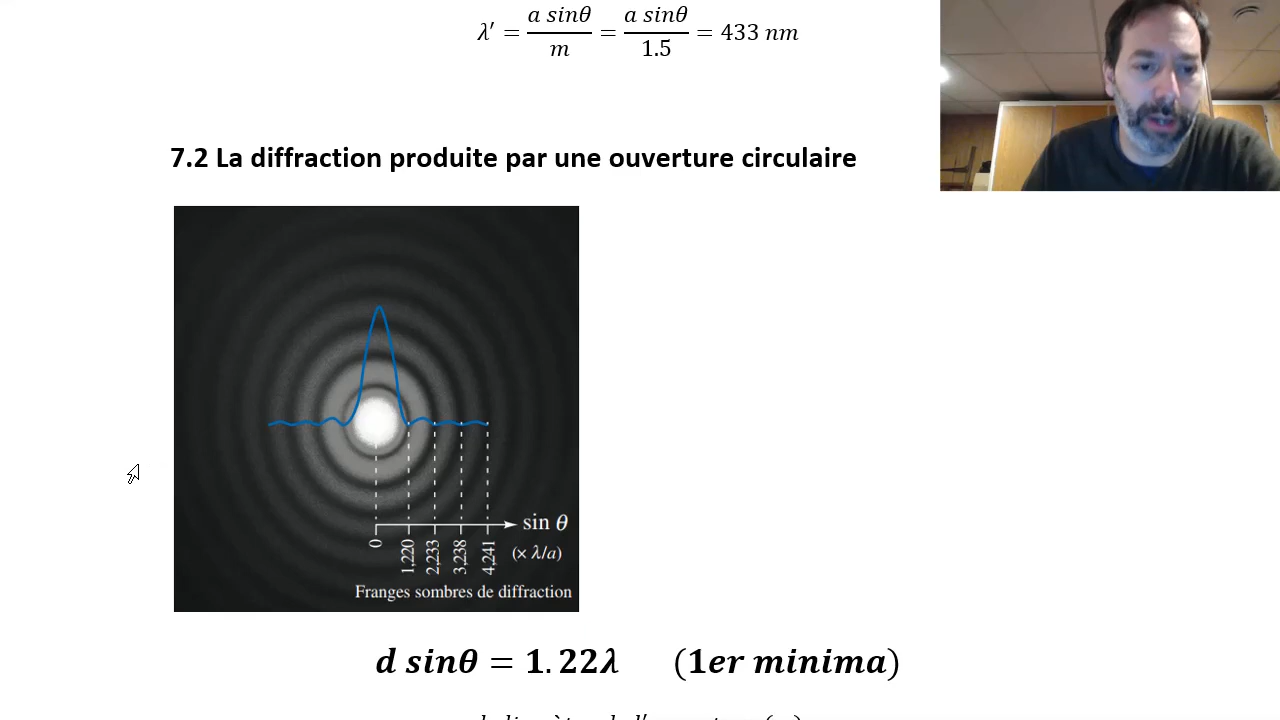 λ′ = a sinθ / m = a sinθ / 1.5 = 433 nm
7.2 La diffraction produite par une ouverture circulaire
sin θ
0 1,220 2,233 3,238 4,241 (× λ/a)
Franges sombres de diffraction
d sinθ = 1.22λ (1er minima)